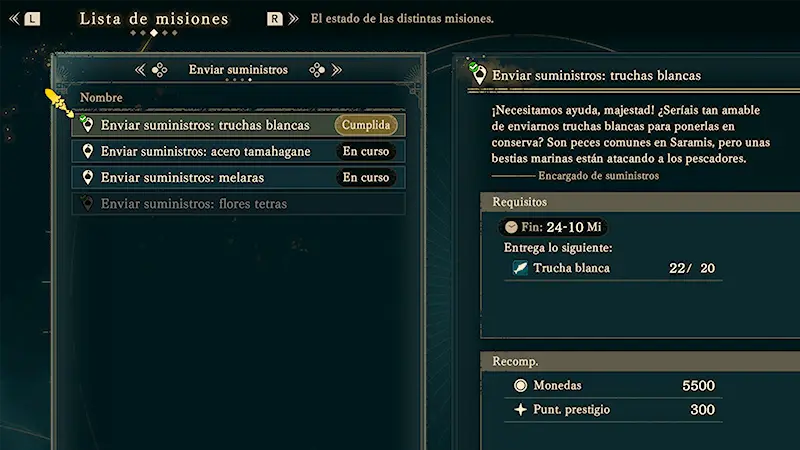 L
Lista de misiones
R
El estado de las distintas misiones.
Enviar suministros
Nombre
Enviar suministros: truchas blancas Cumplida
Enviar suministros: acero tamahagane En curso
Enviar suministros: melaras En curso
Enviar suministros: flores tetras
Enviar suministros: truchas blancas
¡Necesitamos ayuda, majestad! ¿Seríais tan amable
de enviarnos truchas blancas para ponerlas en
conserva? Son peces comunes en Saramis, pero unas
bestias marinas están atacando a los pescadores.
Encargado de suministros
Requisitos
Fin: 24-10 Mi
Entrega lo siguiente:
Trucha blanca 22/ 20
Recomp.
Monedas 5500
Punt. prestigio 300